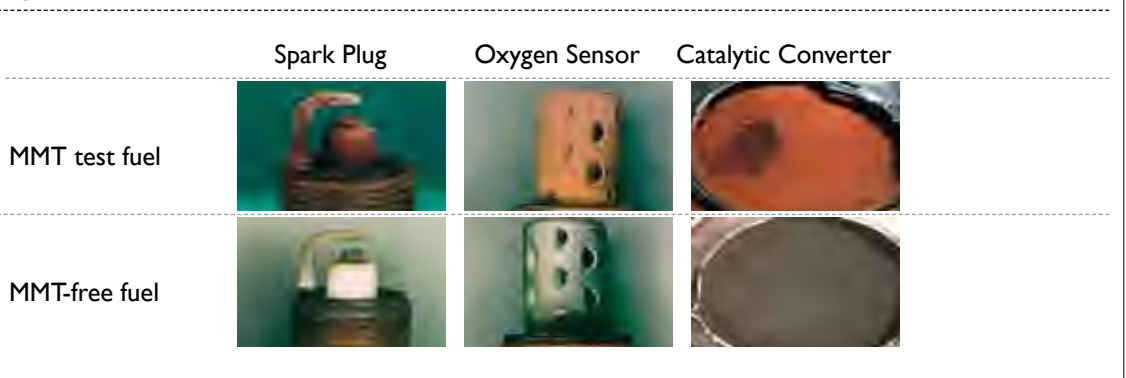 Spark Plug Oxygen Sensor Catalytic Converter
MMT test fuel
MMT-free fuel